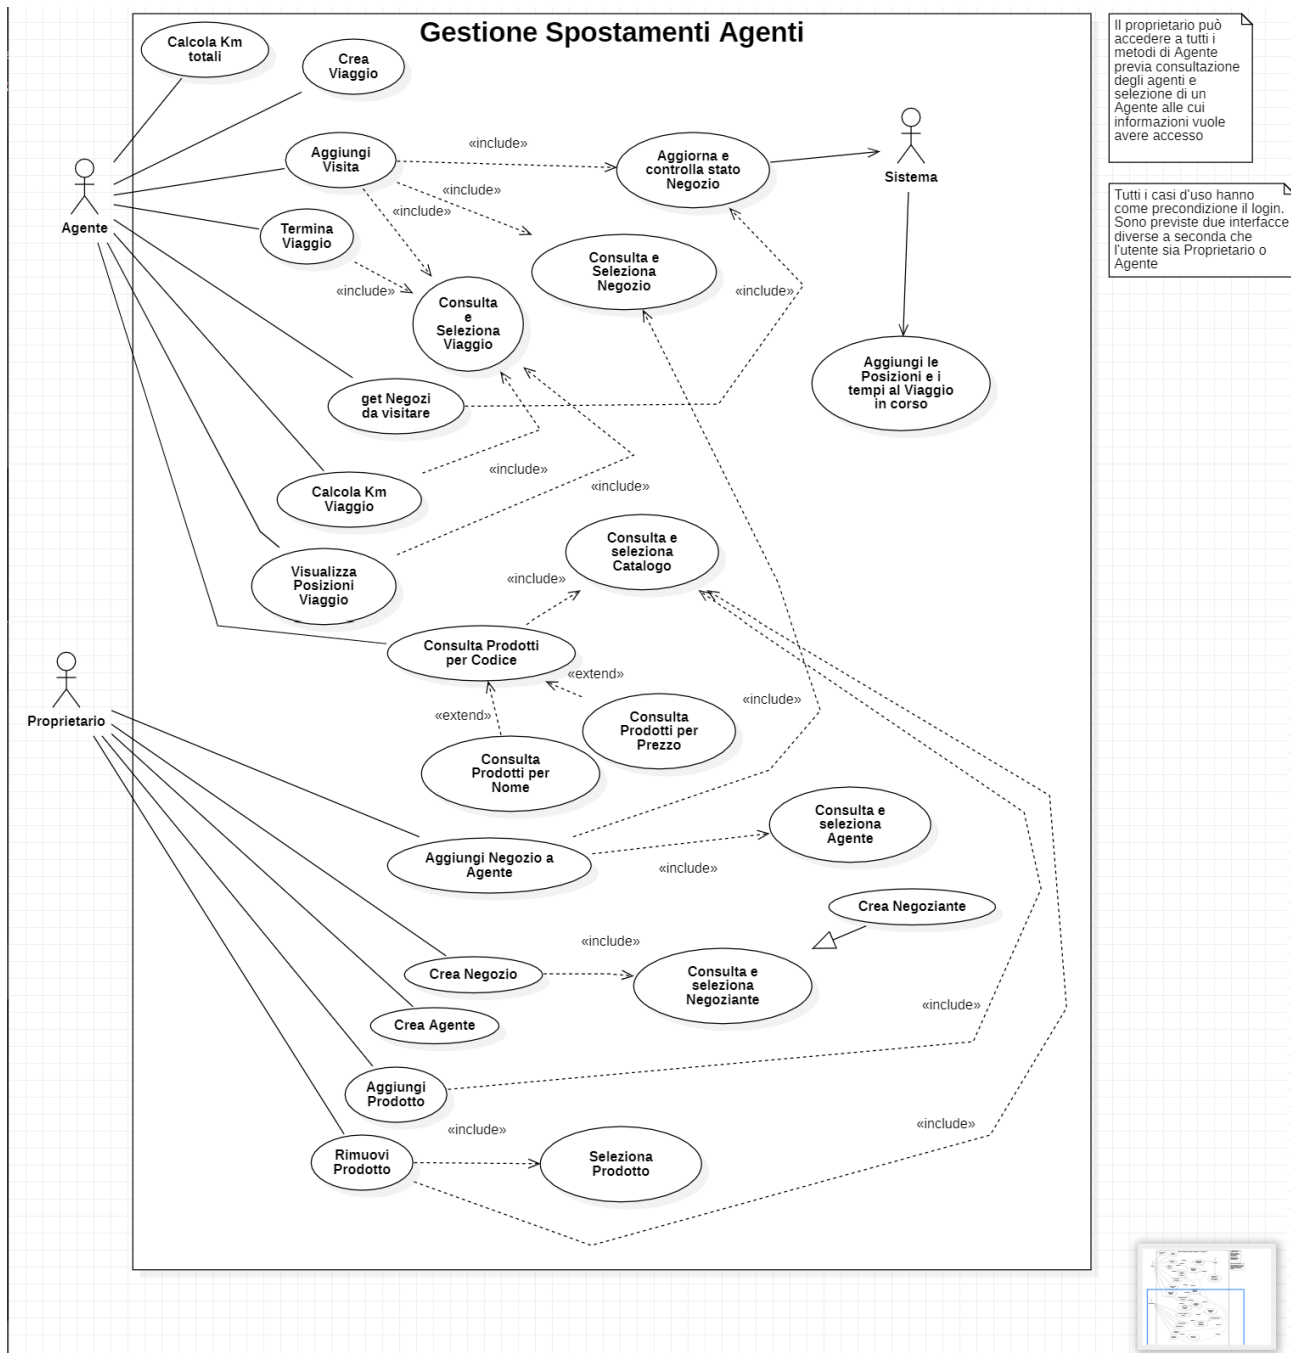 Gestione Spostamenti Agenti
Calcola Km
totali
Crea
Viaggio
Il proprietario può
accedere a tutti i
metodi di Agente
previa consultazione
degli agenti e
selezione di un
Agente alle cui
informazioni vuole
avere accesso
Aggiungi
Visita
«include»
Aggiorna e
controlla stato
Negozio
Sistema
Tutti i casi d'uso hanno
come precondizione il login.
Sono previste due interfacce
diverse a seconda che
l'utente sia Proprietario o
Agente
Agente
«include»
«include»
Termina
Viaggio
Consulta e
Seleziona
Negozio
«include»
«include»
Consulta
e
Seleziona
Viaggio
Aggiungi le
Posizioni e i
tempi al Viaggio
in corso
get Negozi
da visitare
«include»
«include»
Calcola Km
Viaggio
Consulta e
seleziona
Catalogo
Visualizza
Posizioni
Viaggio
«include»
Consulta Prodotti
per Codice
«extend»
«extend»
«include»
Proprietario
Consulta
Prodotti per
Prezzo
Consulta
Prodotti per
Nome
Consulta e
seleziona
Agente
Aggiungi Negozio a
Agente
«include»
Crea Negoziante
«include»
Crea Negozio
Consulta e
seleziona
Negoziante
«include»
Crea Agente
Aggiungi
Prodotto
«include»
«include»
Rimuovi
Prodotto
Seleziona
Prodotto